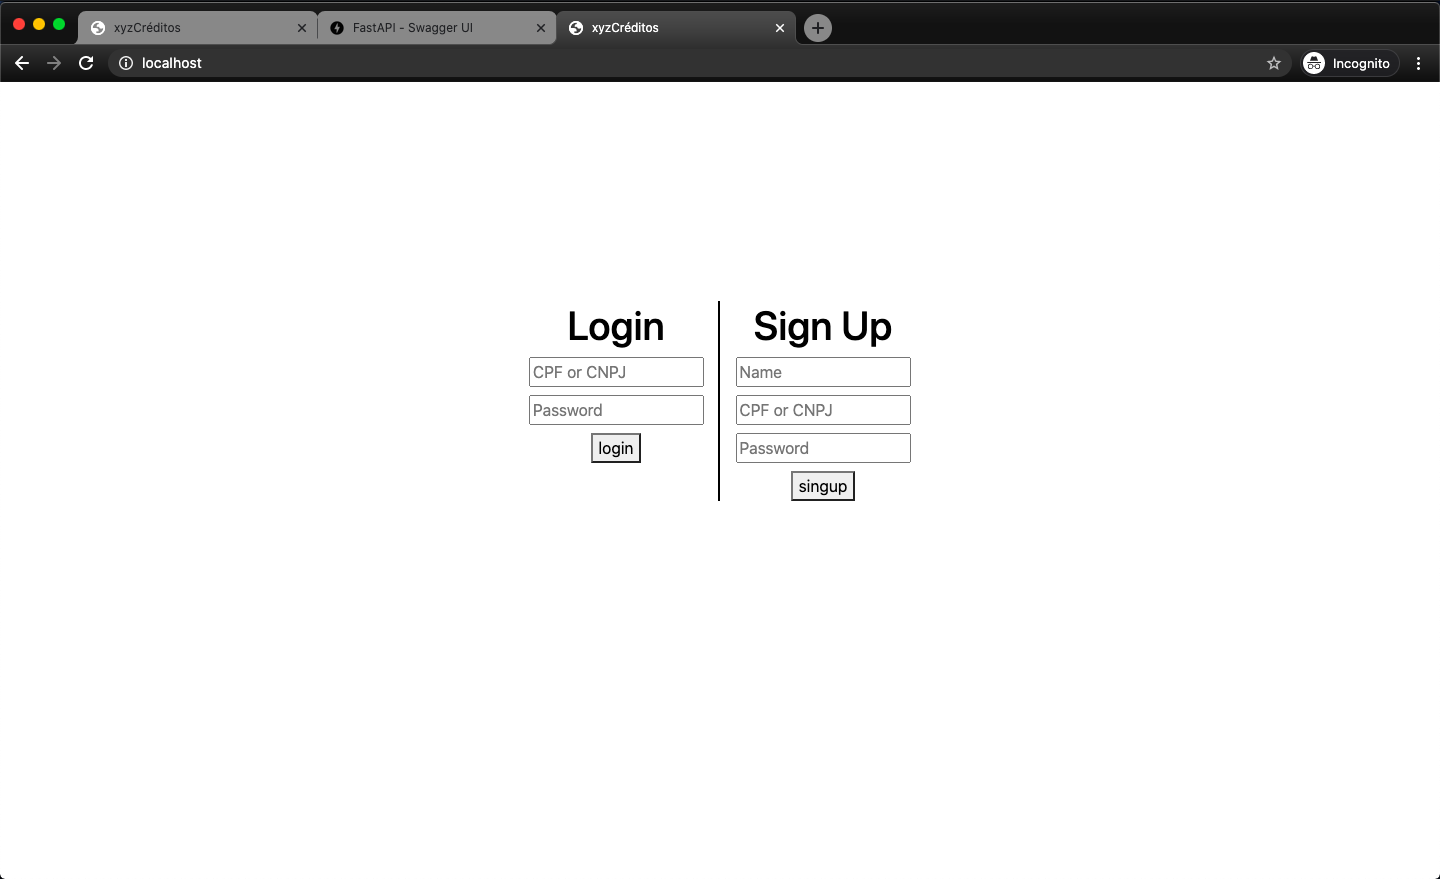 xyzCréditos
FastAPI - Swagger UI
xyzCréditos
localhost
Incognito
Login
CPF or CNPJ
Password
login
Sign Up
Name
CPF or CNPJ
Password
singup